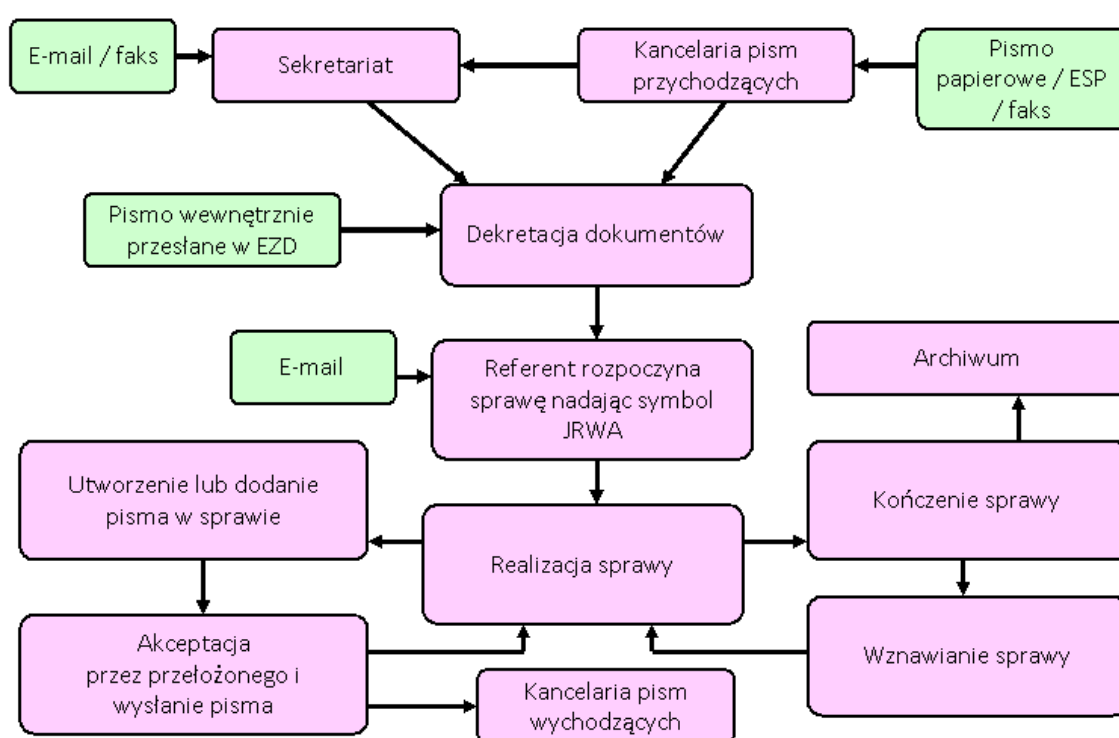 E-mail / faks
Sekretariat
Kancelaria pism
przychodzących
Pismo
papierowe / ESP
/ faks
Pismo wewnętrznie
przesłane w EZD
Dekretacja dokumentów
E-mail
Referent rozpoczyna
sprawę nadając symbol
JRWA
Archiwum
Utworzenie lub dodanie
pisma w sprawie
Realizacja sprawy
Kończenie sprawy
Akceptacja
przez przełożonego i
wysłanie pisma
Kancelaria pism
wychodzących
Wznawianie sprawy